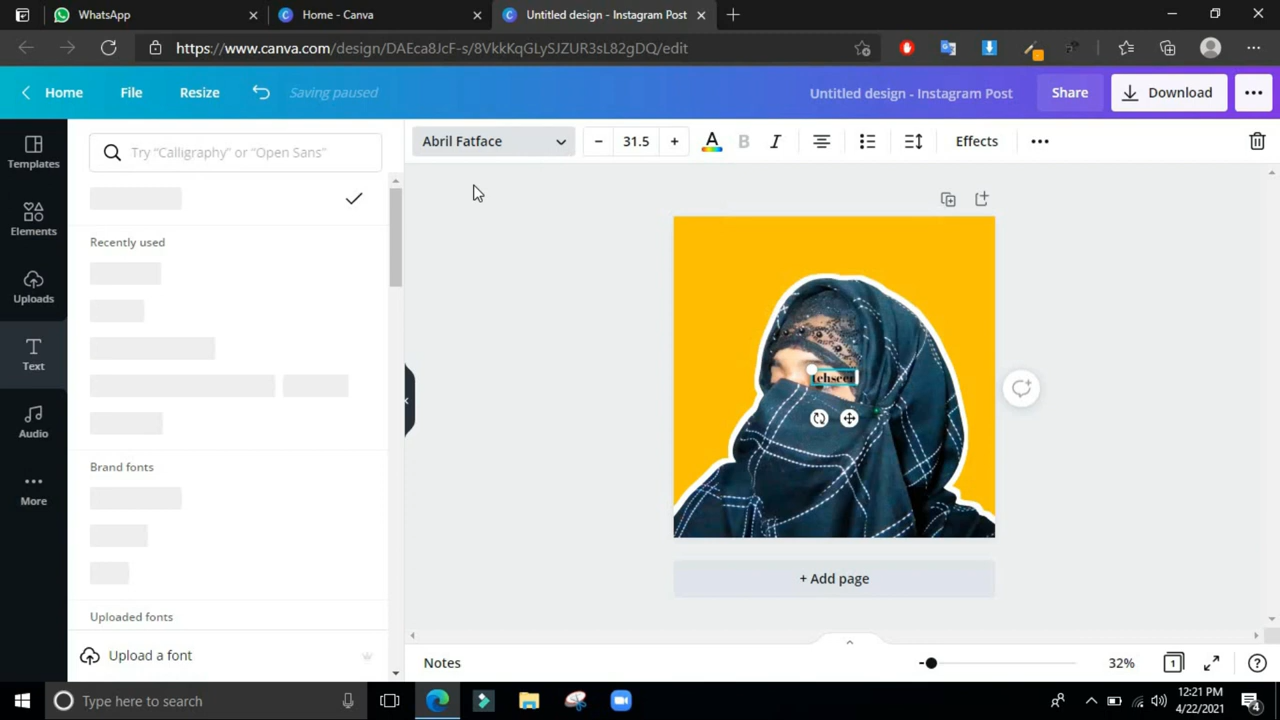 WhatsApp
Home - Canva
Untitled design - Instagram Post
https://www.canva.com/design/DAEca8JcF-s/8VkkKqGLySJZUR3sL82gDQ/edit
Home
File
Resize
Saving paused
Untitled design - Instagram Post
Share
Download
Templates
Elements
Uploads
Text
Audio
More
Try “Calligraphy” or “Open Sans”
Recently used
Brand fonts
Uploaded fonts
Upload a font
Abril Fatface
31.5
A
B
I
Effects
tehseen
+ Add page
Notes
32%
1
Type here to search
12:21 PM
4/22/2021
4